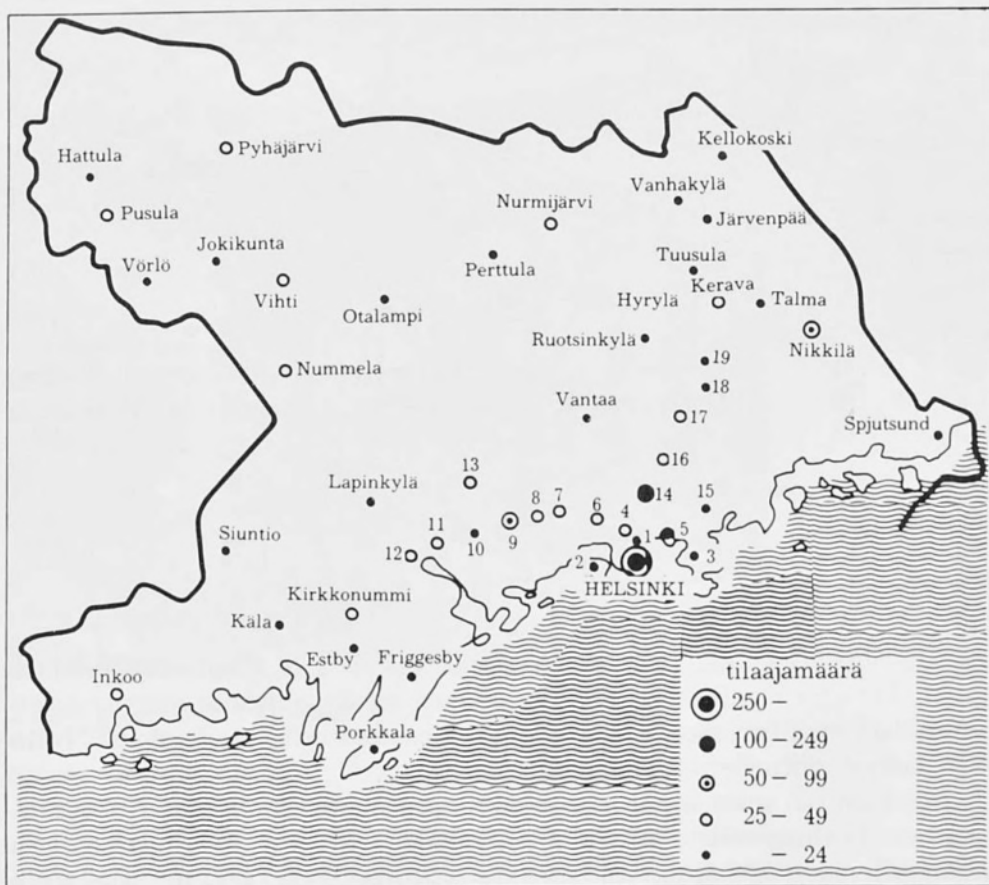 Kellokoski
Hattula
Pyhäjärvi
Vanhakylä
Pusula
Nurmijärvi
Järvenpää
Jokikunta
Tuusula
Vörlö
Perttula
Kerava
Vihti
Otalampi
Hyrylä
Talma
Ruotsinkylä
Nikkilä
19
Nummela
18
Vantaa
17
Spjutsund
16
13
Lapinkylä
14
15
8
7
6
4
11
9
10
1
5
Siuntio
12
2
3
HELSINKI
Kirkkonummi
Käla
Estby
Friggesby
Inkoo
Porkkala
tilaajamäärä
250 –
100 – 249
50 – 99
25 – 49
– 24